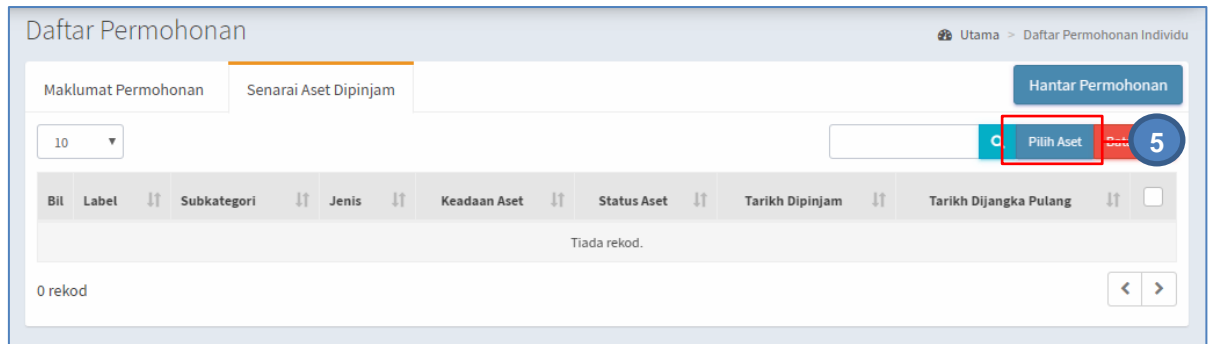 Daftar Permohonan
Utama > Daftar Permohonan Individu
Maklumat Permohonan Senarai Aset Dipinjam Hantar Permohonan
10 Pilih Aset 5
Bil Label Subkategori Jenis Keadaan Aset Status Aset Tarikh Dipinjam Tarikh Dijangka Pulang
Tiada rekod.
0 rekod